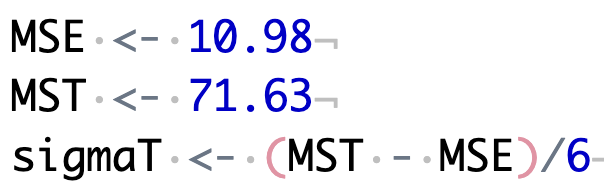 MSE <- 10.98
MST <- 71.63
sigmaT <- (MST - MSE)/6